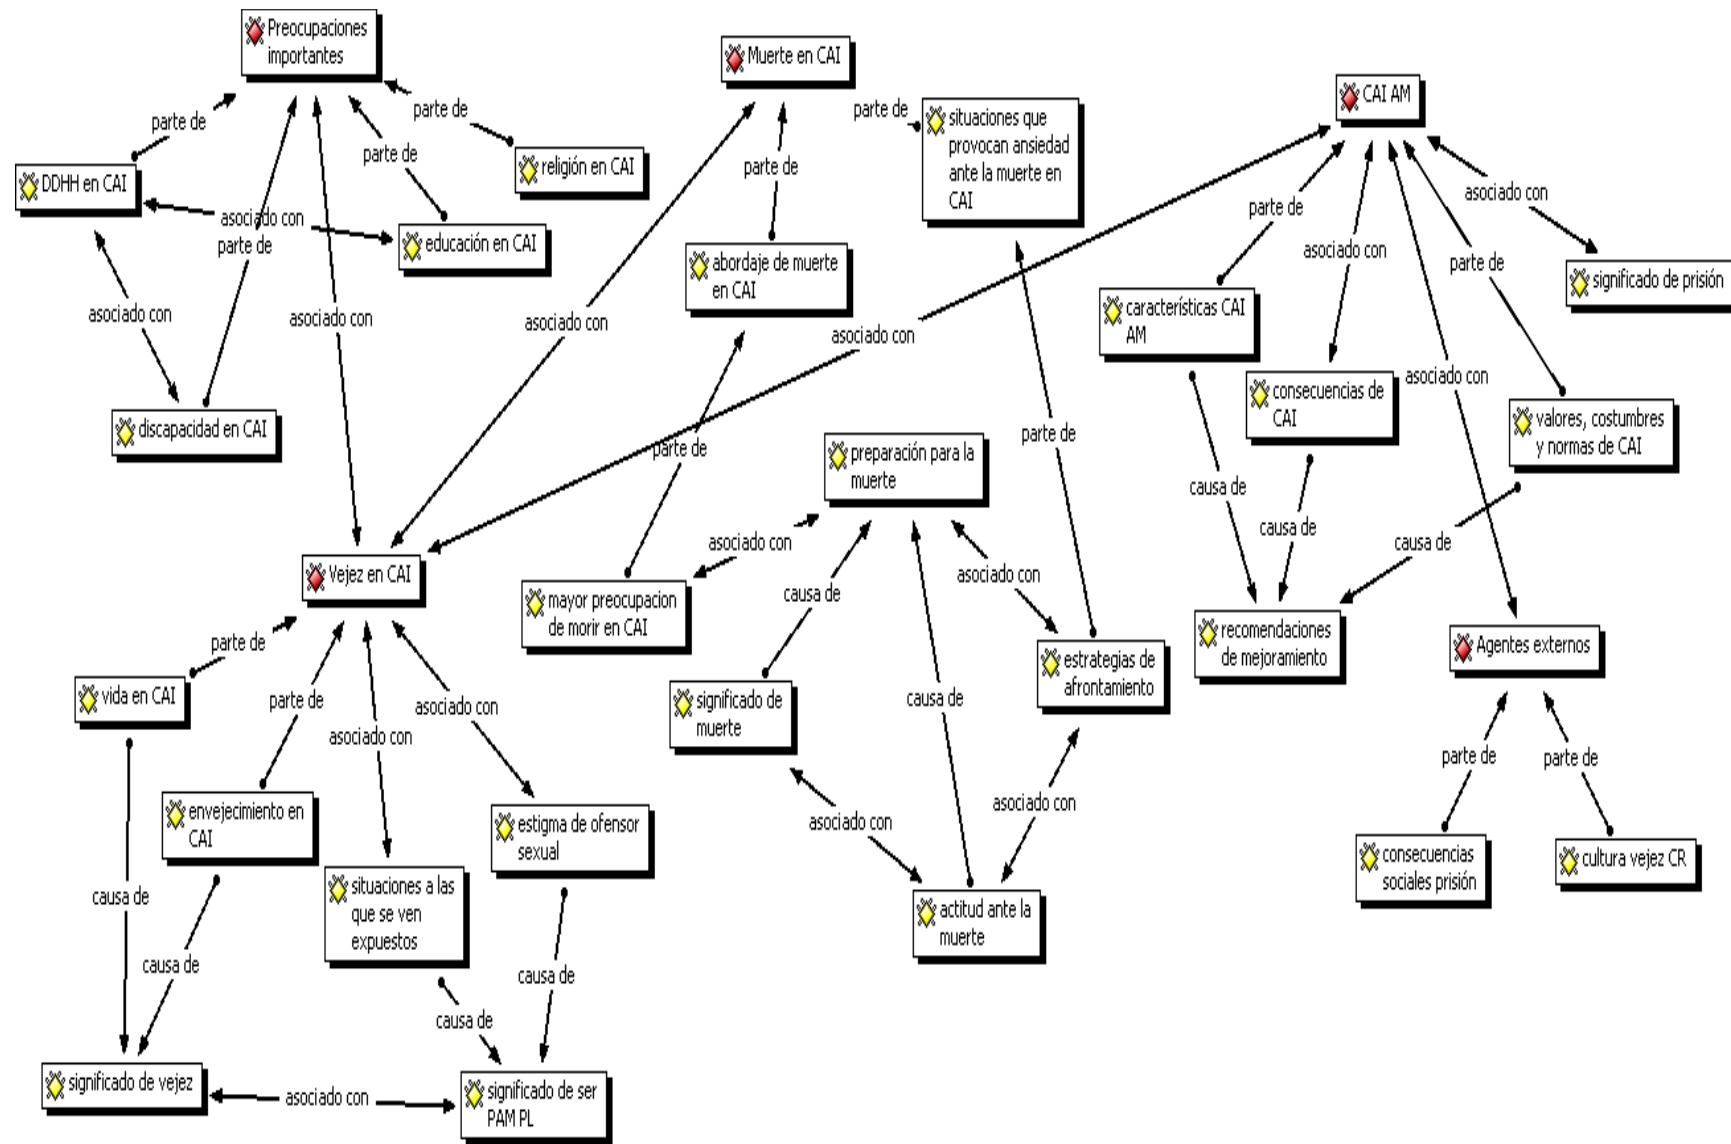 Preocupaciones
importantes
Muerte en CAI
CAI AM
parte de
parte de
parte de
situaciones que
provocan ansiedad
ante la muerte en
CAI
parte de
DDHH en CAI
religión en CAI
parte de
asociado con
asociado con
educación en CAI
parte de
abordaje de muerte
en CAI
parte de
asociado con
parte de
significado de prisión
asociado con
asociado con
asociado con
asociado con
características CAI
AM
asociado con
consecuencias de
CAI
valores, costumbres
y normas de CAI
discapacidad en CAI
parte de
parte de
preparación para la
muerte
causa de
causa de
causa de
asociado con
asociado con
Vejez en CAI
mayor preocupacion
de morir en CAI
causa de
recomendaciones
de mejoramiento
Agentes externos
parte de
estrategias de
afrontamiento
vida en CAI
parte de
asociado con
asociado con
significado de
muerte
causa de
parte de
parte de
envejecimiento en
CAI
estigma de ofensor
sexual
asociado con
asociado con
consecuencias
sociales prisión
cultura vejez CR
situaciones a las
que se ven
expuestos
causa de
actitud ante la
muerte
causa de
causa de
causa de
significado de vejez
asociado con
significado de ser
PAM PL